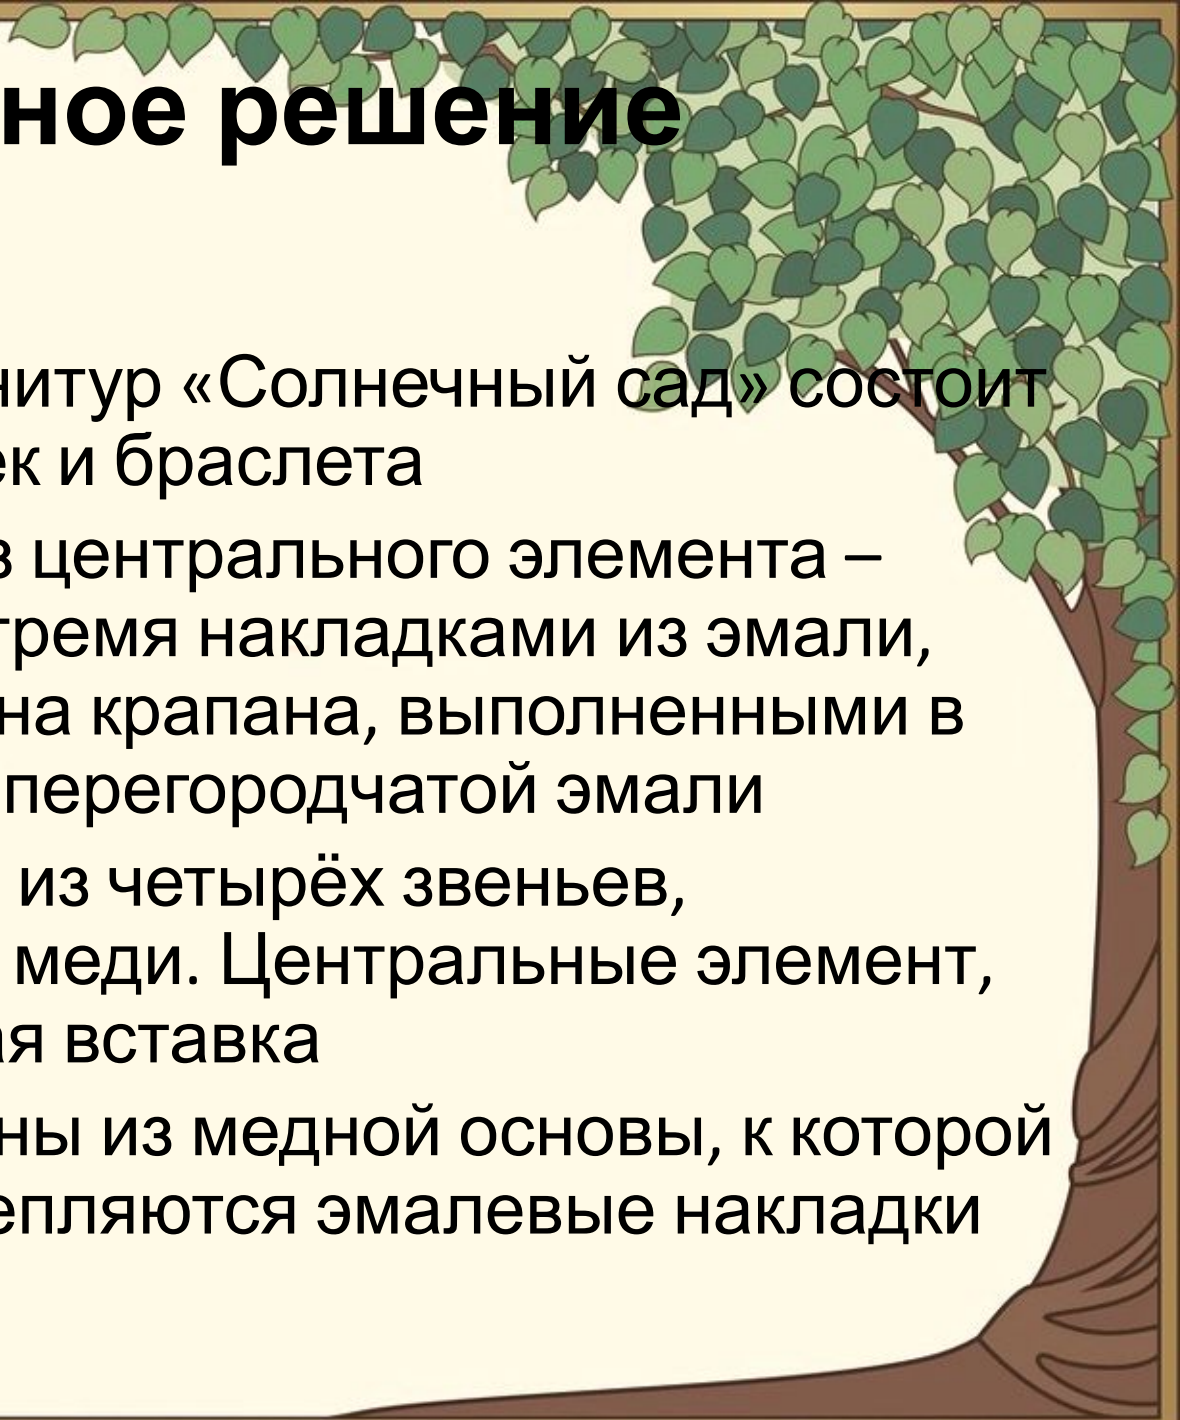 ное решение
нитур «Солнечный сад» состоит
ек и браслета
з центрального элемента –
тремя накладками из эмали,
на крапана, выполненными в
перегородчатой эмали
из четырёх звеньев,
меди. Центральные элемент,
ая вставка
ны из медной основы, к которой
епляются эмалевые накладки